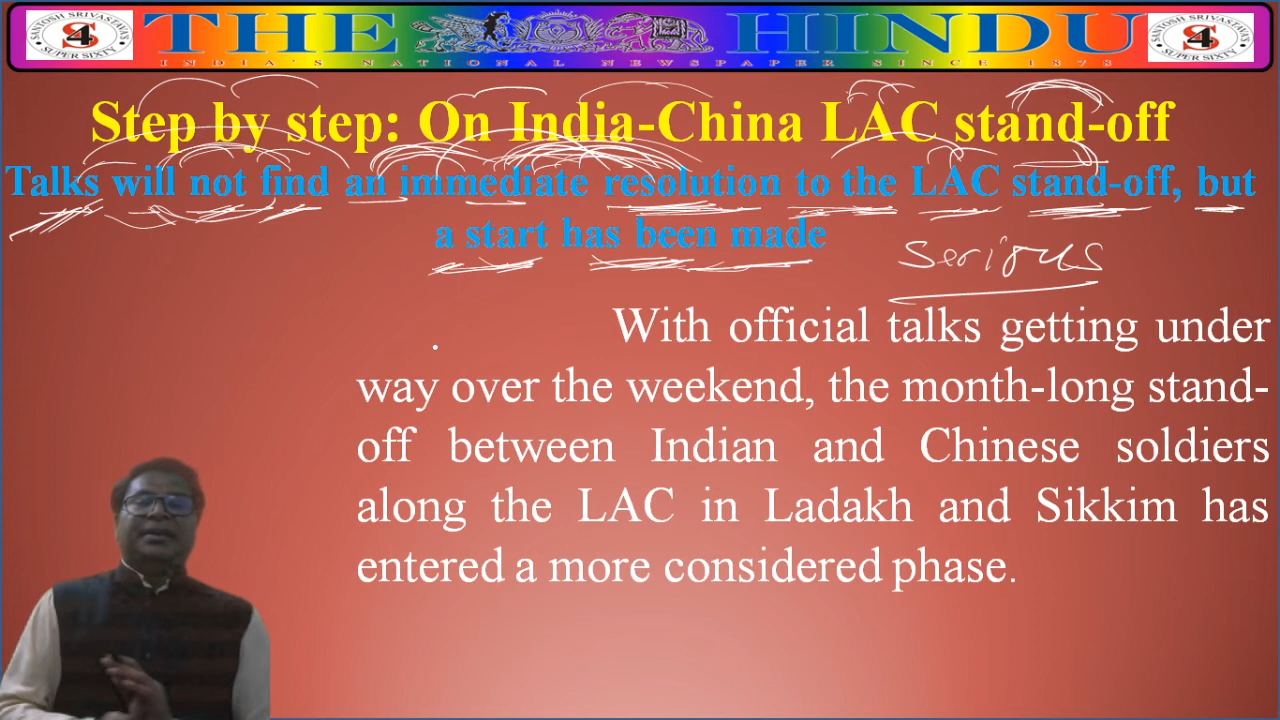 SANTOSH SRIVASTAVA'S
S4
SUPER SIXTY
THE HINDU
INDIA'S NATIONAL NEWSPAPER SINCE 1878
SANTOSH SRIVASTAVA'S
S4
SUPER SIXTY
Step by step: On India-China LAC stand-off
Talks will not find an immediate resolution to the LAC stand-off, but
a start has been made
serious
With official talks getting under
way over the weekend, the month-long stand-
off between Indian and Chinese soldiers
along the LAC in Ladakh and Sikkim has
entered a more considered phase.